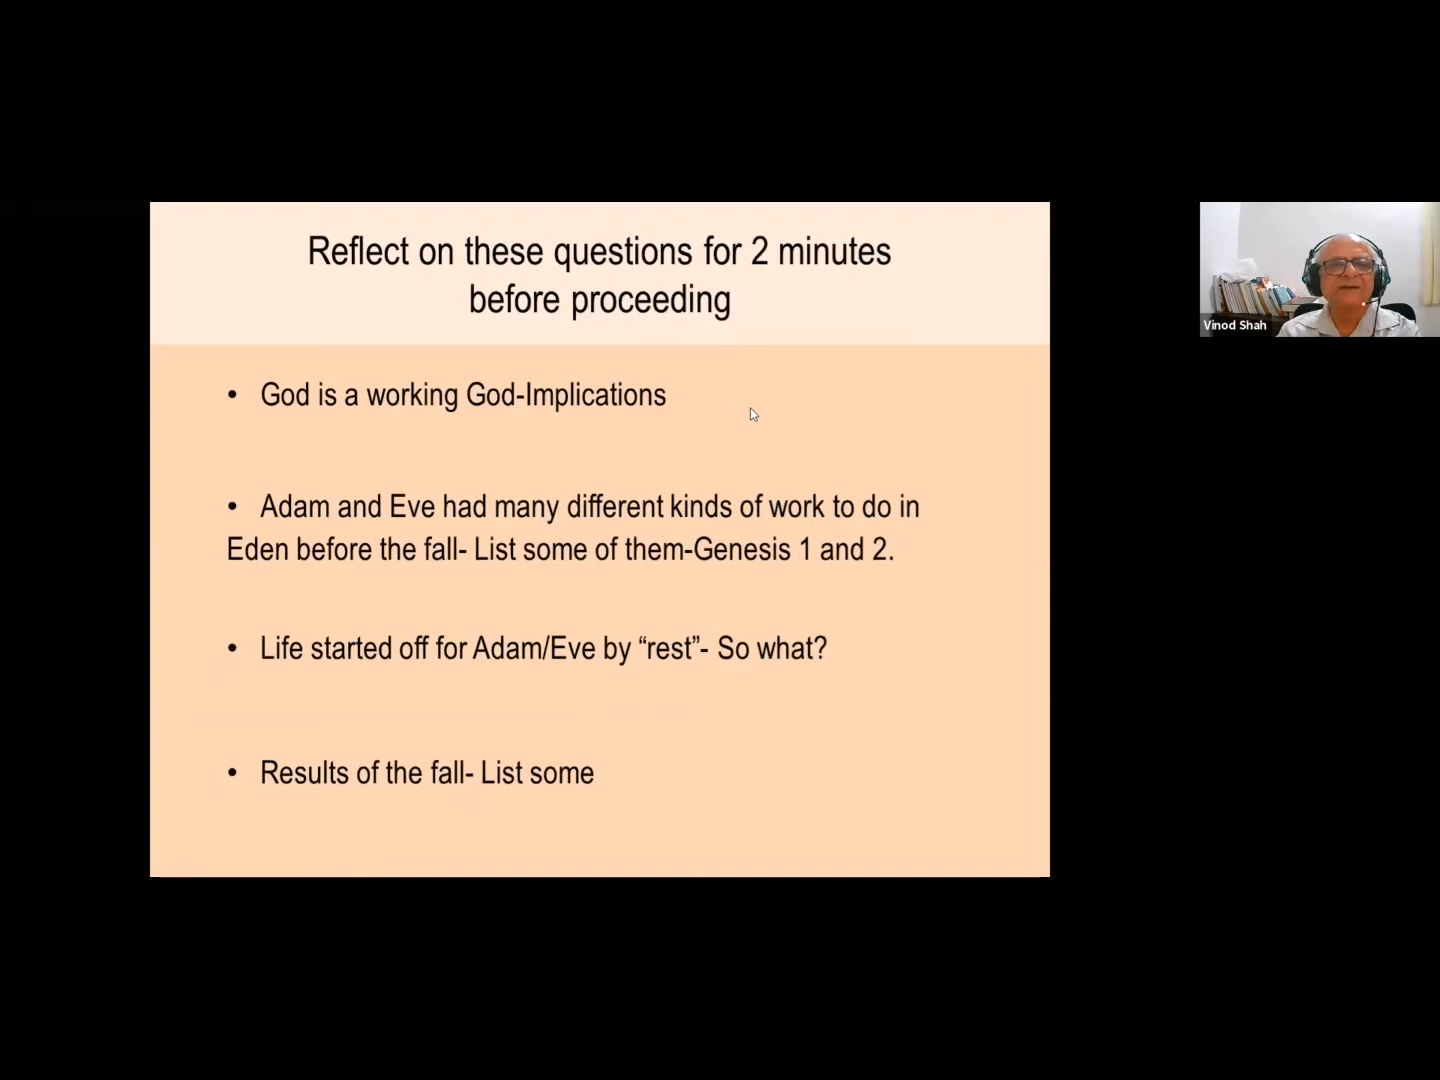 Reflect on these questions for 2 minutes
before proceeding
• God is a working God-Implications
• Adam and Eve had many different kinds of work to do in
Eden before the fall- List some of them-Genesis 1 and 2.
• Life started off for Adam/Eve by “rest”- So what?
• Results of the fall- List some
Vinod Shah